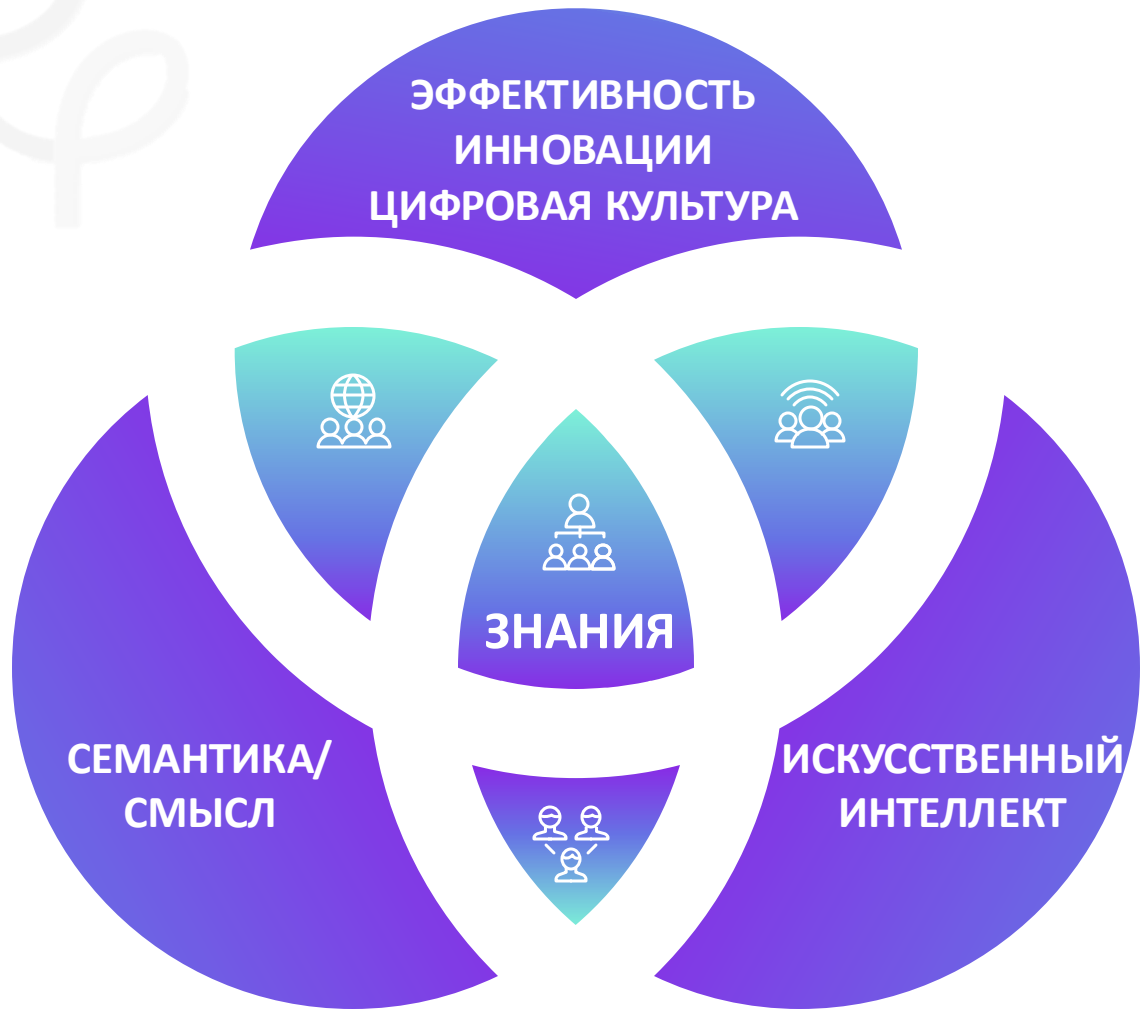 ЭФФЕКТИВНОСТЬ
ИННОВАЦИИ
ЦИФРОВАЯ КУЛЬТУРА
ЗНАНИЯ
СЕМАНТИКА/
СМЫСЛ
ИСКУССТВЕННЫЙ
ИНТЕЛЛЕКТ